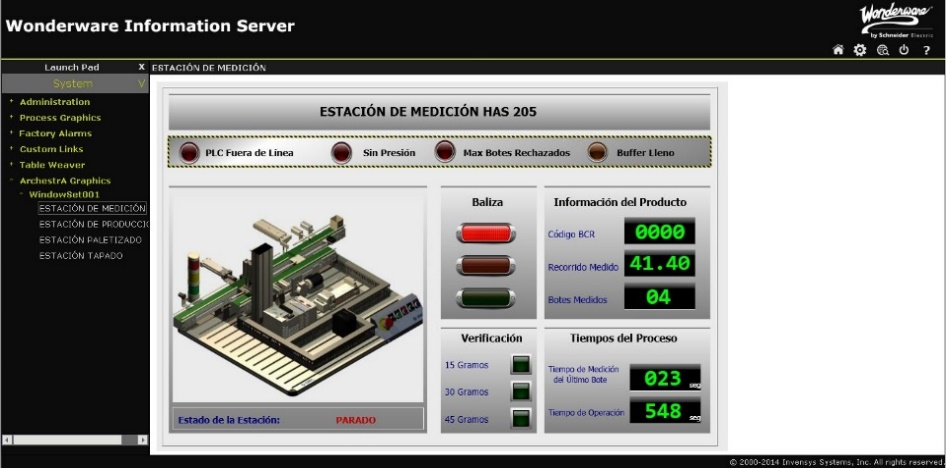 Wonderware Information Server
Wonderware
by Schneider Electric
?
Launch Pad X
ESTACIÓN DE MEDICIÓN
System V
Administration
Process Graphics
Factory Alarms
Custom Links
Table Weaver
ArchestrA Graphics
WindowSet001
ESTACIÓN DE MEDICIÓN
ESTACIÓN DE PRODUCCIÓ
ESTACIÓN PALETIZADO
ESTACIÓN TAPADO
ESTACIÓN DE MEDICIÓN HAS 205
PLC Fuera de Línea
Sin Presión
Max Botes Rechazados
Buffer Lleno
Baliza
Información del Producto
Código BCR 0000
Recorrido Medido 41.40
Botes Medidos 04
Verificación
15 Gramos
30 Gramos
45 Gramos
Tiempos del Proceso
Tiempo de Medición
del Último Bote
023 seg
Tiempo de Operación 548 seg
Estado de la Estación: PARADO
© 2000-2014 Invensys Systems, Inc. All rights reserved.